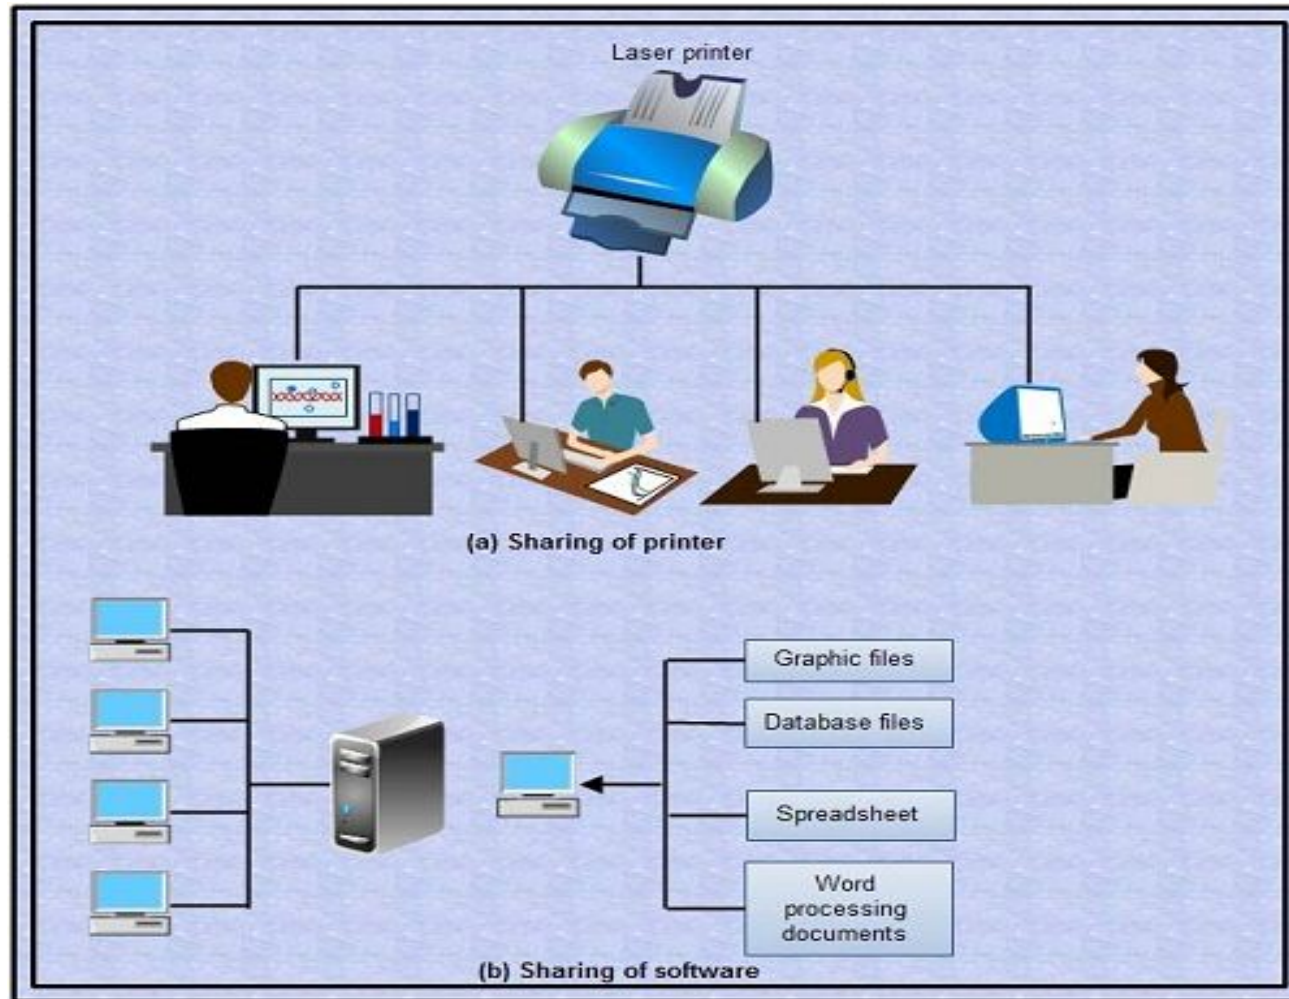 Laser printer
(a) Sharing of printer
Graphic files
Database files
Spreadsheet
Word
processing
documents
(b) Sharing of software